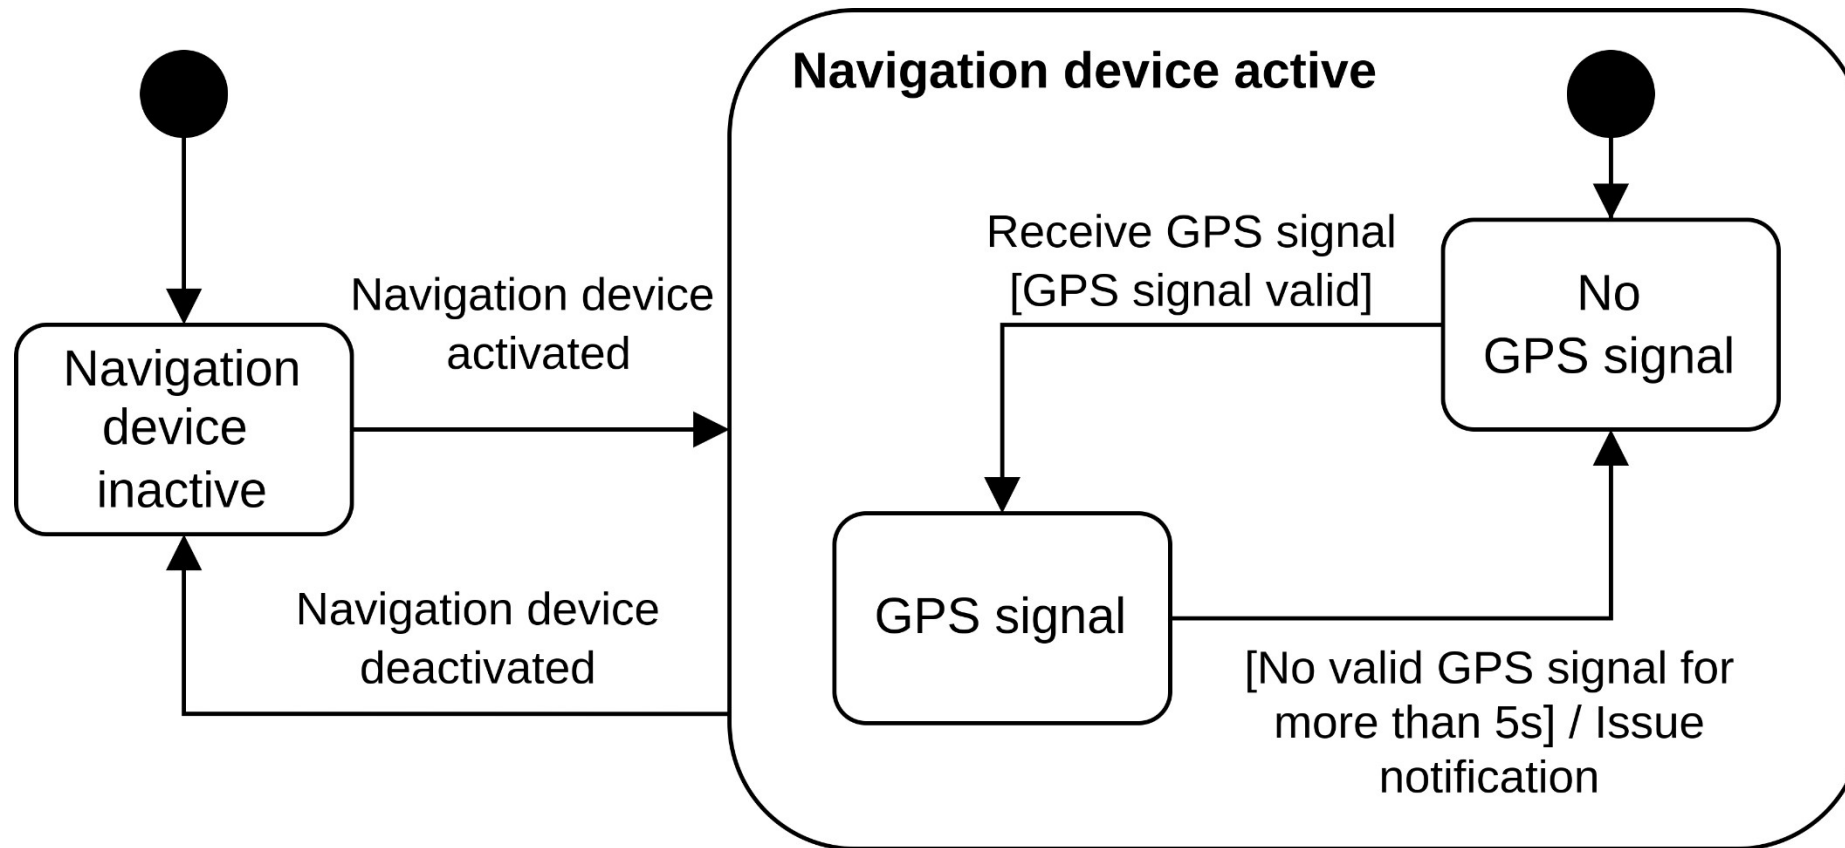 Navigation device active
Receive GPS signal
[GPS signal valid]
No
GPS signal
Navigation device
activated
Navigation
device
inactive
Navigation device
deactivated
GPS signal
[No valid GPS signal for
more than 5s] / Issue
notification